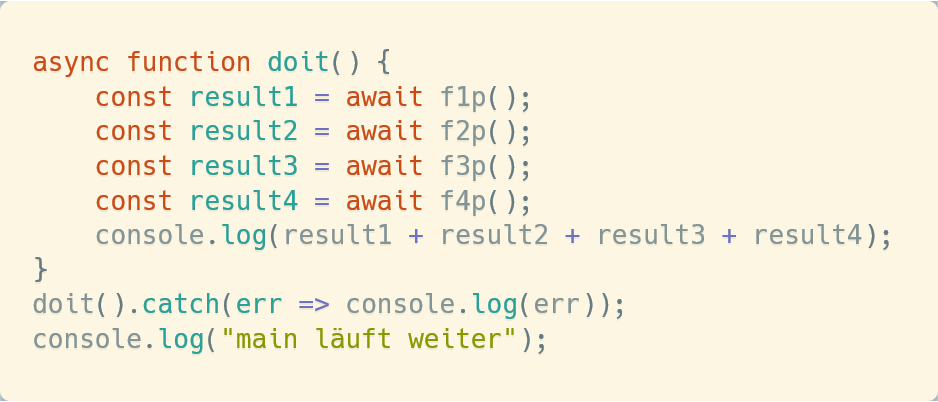 async function doit() {
    const result1 = await f1p();
    const result2 = await f2p();
    const result3 = await f3p();
    const result4 = await f4p();
    console.log(result1 + result2 + result3 + result4);
}
doit().catch(err => console.log(err));
console.log("main läuft weiter");